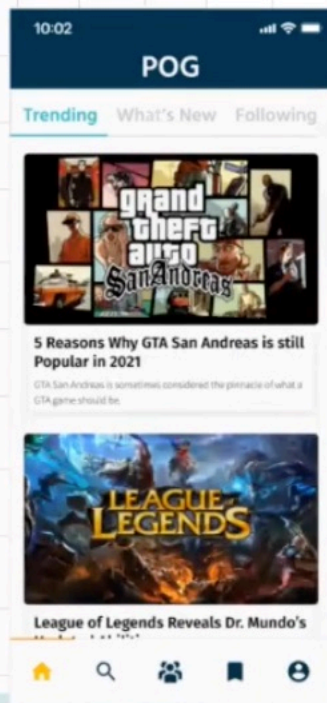 10:02
POG
Trending What's New Following
grand
theft
auto
San Andreas
5 Reasons Why GTA San Andreas is still
Popular in 2021
GTA San Andreas is sometimes considered the pinnacle of what a
GTA game should be.
LEAGUE OF
LEGENDS
League of Legends Reveals Dr. Mundo's